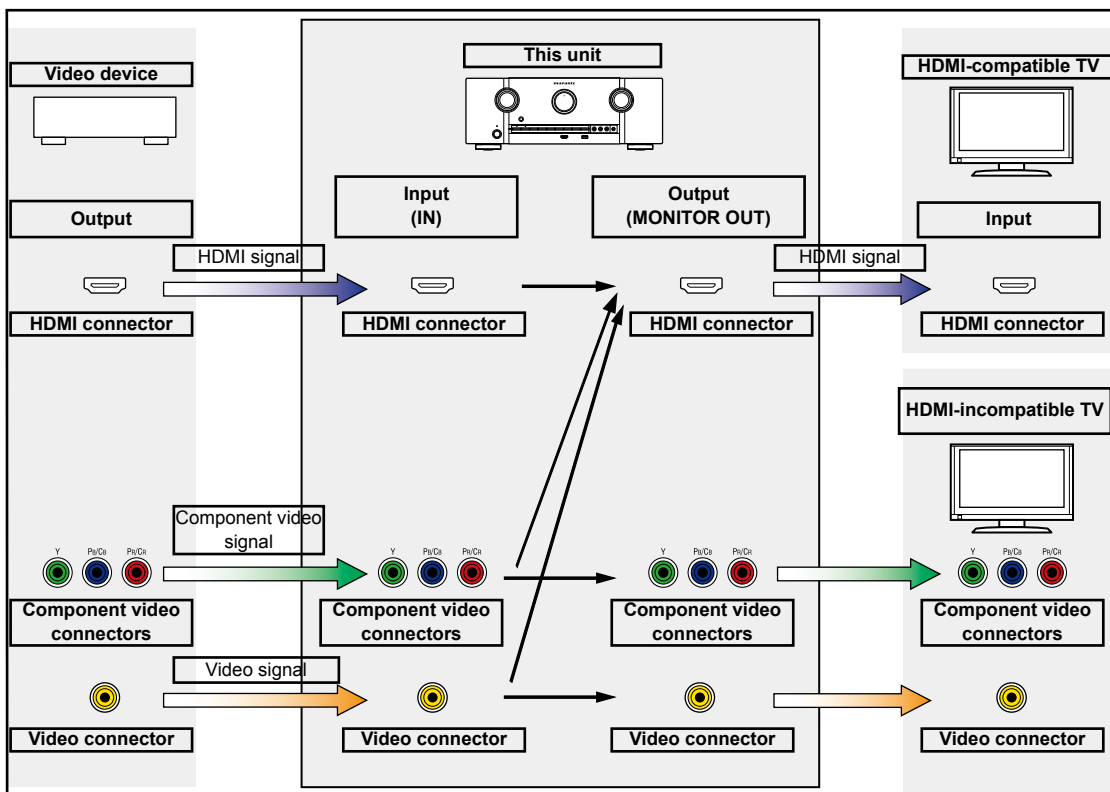 This unit
Video device
HDMI-compatible TV
marantz
Input
(IN)
Output
(MONITOR OUT)
Output
Input
HDMI signal
HDMI signal
HDMI connector
HDMI connector
HDMI connector
HDMI connector
HDMI-incompatible TV
Component video
signal
Y PB/CB PR/CR
Y PB/CB PR/CR
Y PB/CB PR/CR
Y PB/CB PR/CR
Component video
connectors
Component video
connectors
Component video
connectors
Component video
connectors
Video signal
Video connector
Video connector
Video connector
Video connector